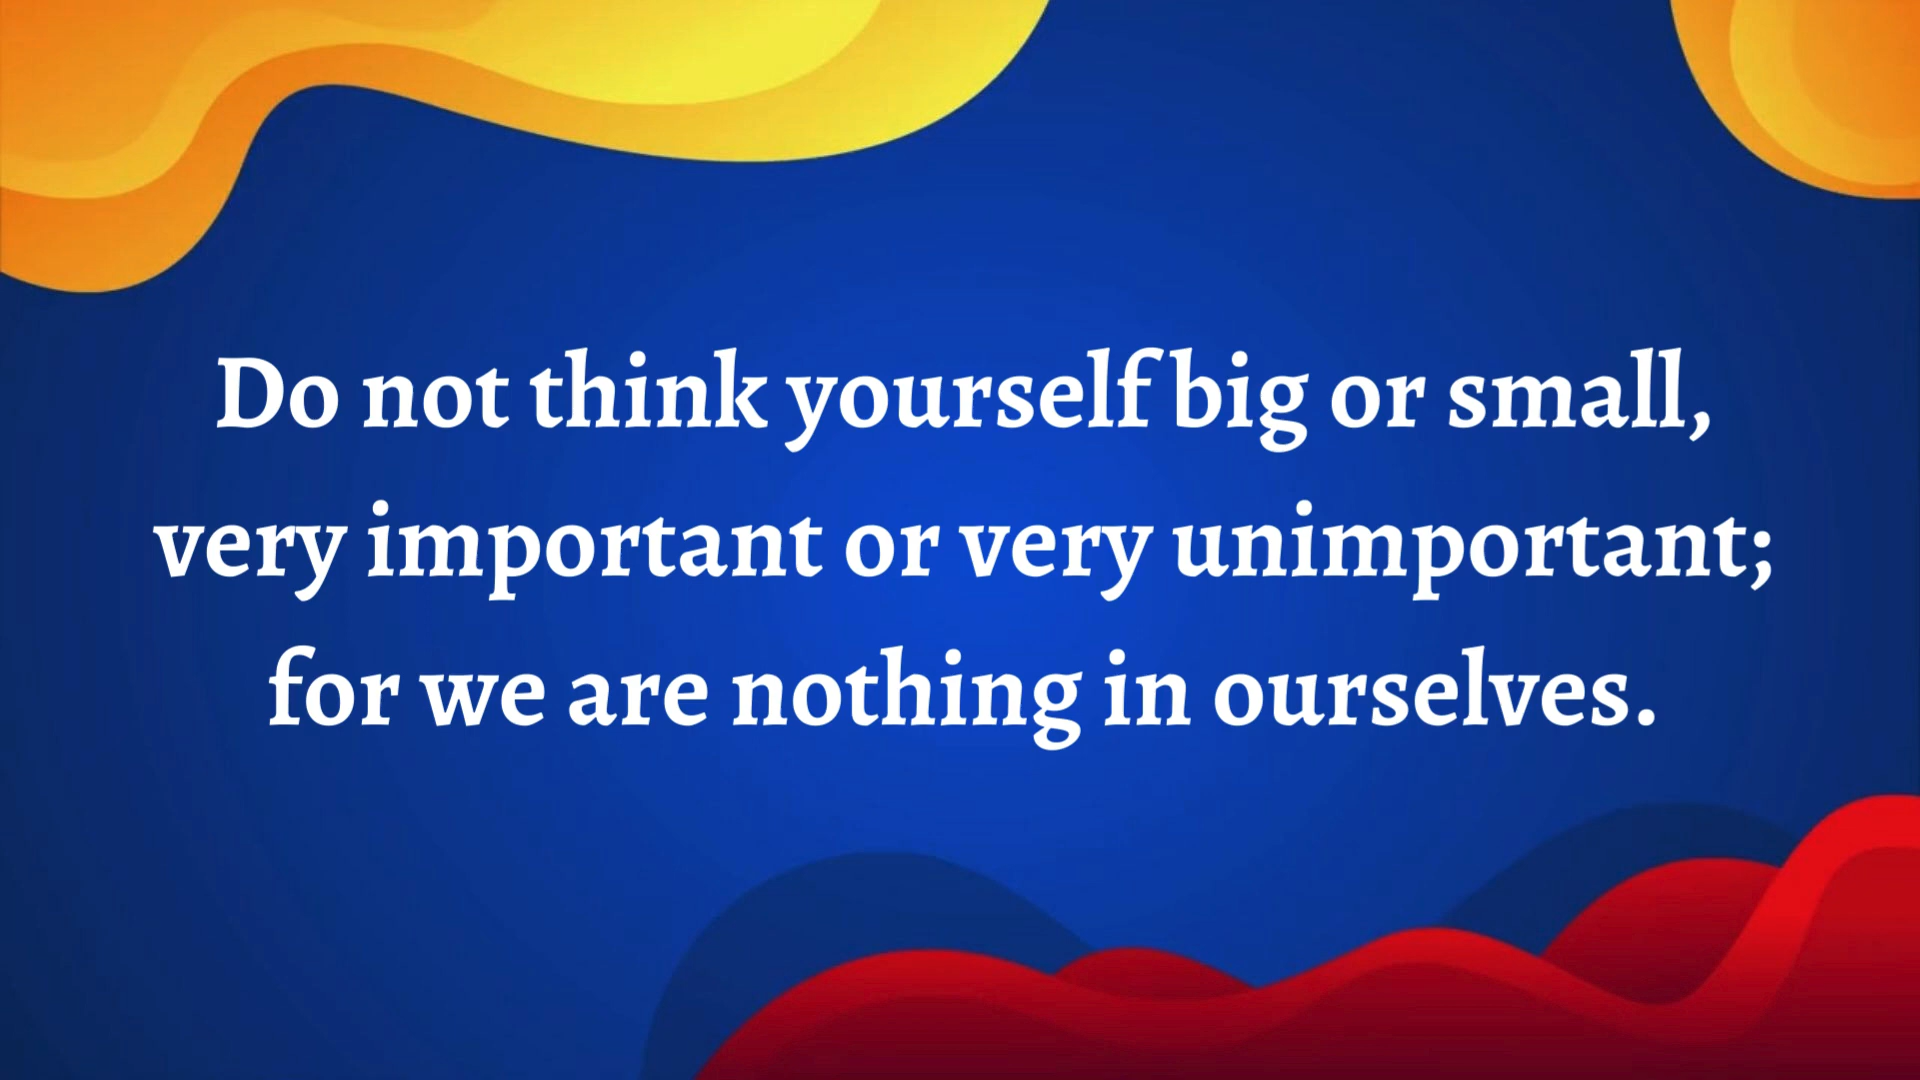 Do not think yourself big or small,
very important or very unimportant;
for we are nothing in ourselves.